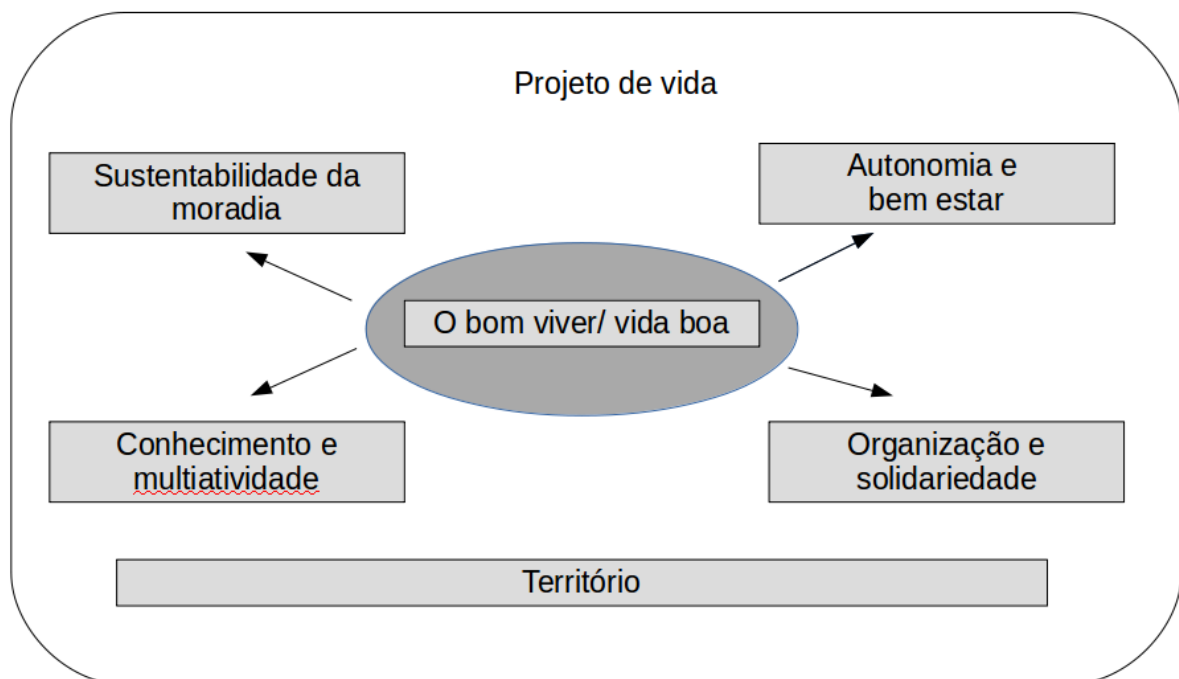 Projeto de vida
Sustentabilidade da
moradia
Autonomia e
bem estar
O bom viver/ vida boa
Conhecimento e
multiatividade
Organização e
solidariedade
Território